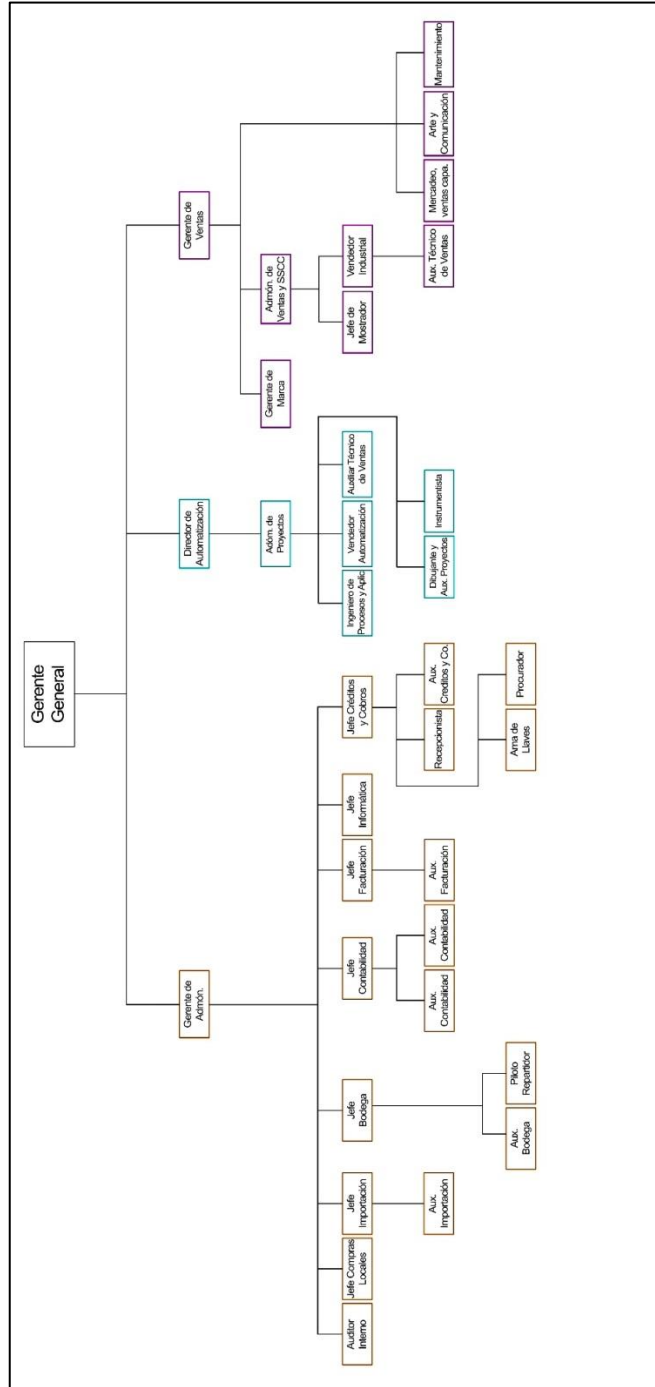 Gerente
General
Gerente de
Admón.
Director de
Automatización
Gerente de
Ventas
Auditor
Interno
Jefe Compras
Locales
Jefe
Importación
Jefe
Bodega
Jefe
Contabilidad
Jefe
Facturación
Jefe
Informática
Jefe Créditos
y Cobros
Adóm. de
Proyectos
Gerente de
Marca
Admón. de
Ventas y SSCC
Ingeniero de
Procesos y Aplic.
Vendedor
Automatización
Auxiliar Técnico
de Ventas
Jefe de
Mostrador
Vendedor
Industrial
Aux.
Importación
Aux.
Contabilidad
Aux.
Contabilidad
Aux.
Facturación
Recepcionista
Aux.
Creditos y Co.
Dibujante y
Aux. Proyectos
Instrumentista
Aux. Técnico
de Ventas
Mercadeo,
ventas capa.
Arte y
Comunicación
Mantenimiento
Aux.
Bodega
Piloto
Repartidor
Ama de
Llaves
Procurador